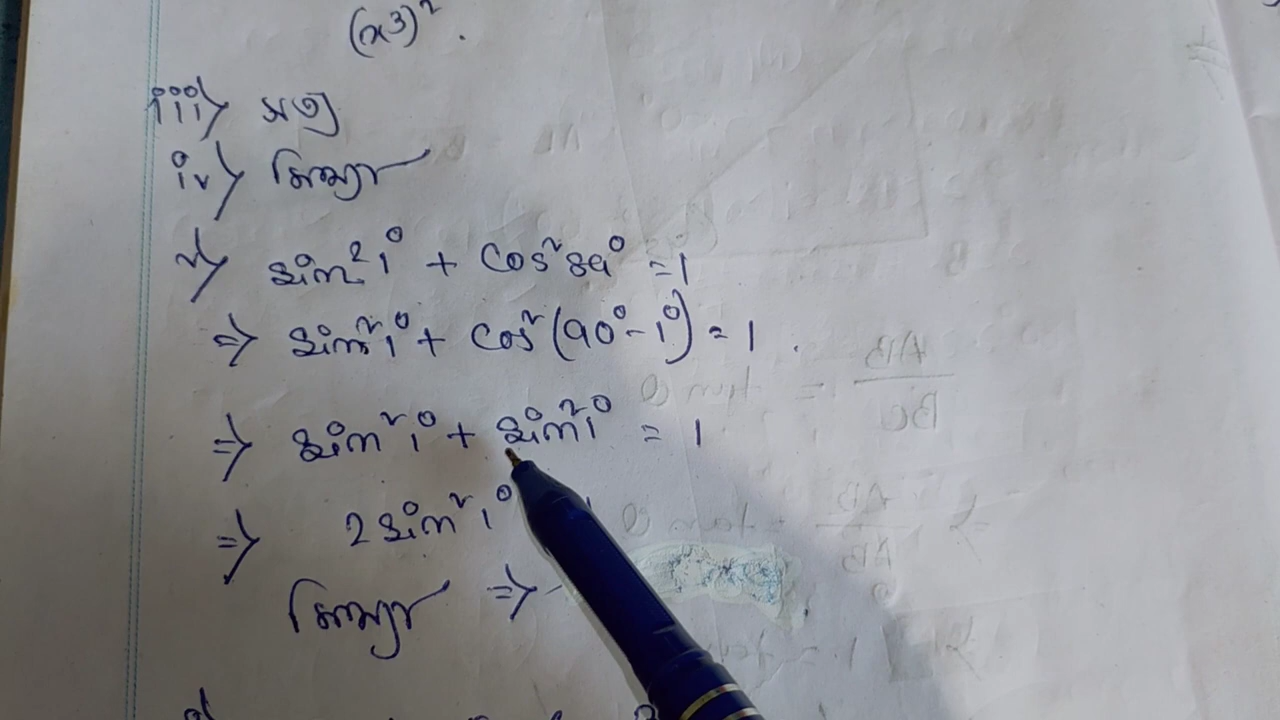 (x3)².
iii) সত্য
iv) মিথ্যা
v) sin²1° + cos²89° = 1
=> sin²1° + cos²(90° - 1°) = 1.
=> sin²1° + sin²1° = 1
=> 2sin²1°
মিথ্যা =>